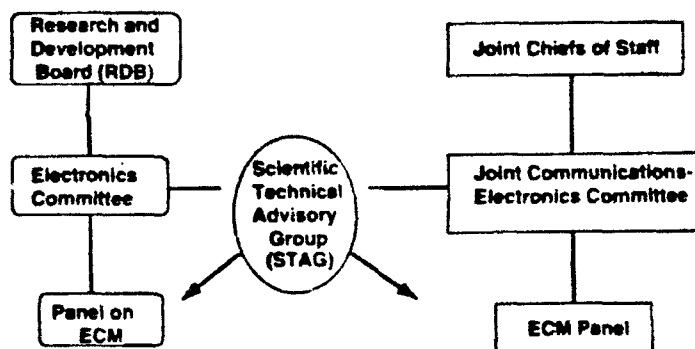 Research and
Development
Board (RDB)
Joint Chiefs of Staff
Electronics
Committee
Scientific
Technical
Advisory
Group
(STAG)
Joint Communications-
Electronics Committee
Panel on
ECM
ECM Panel